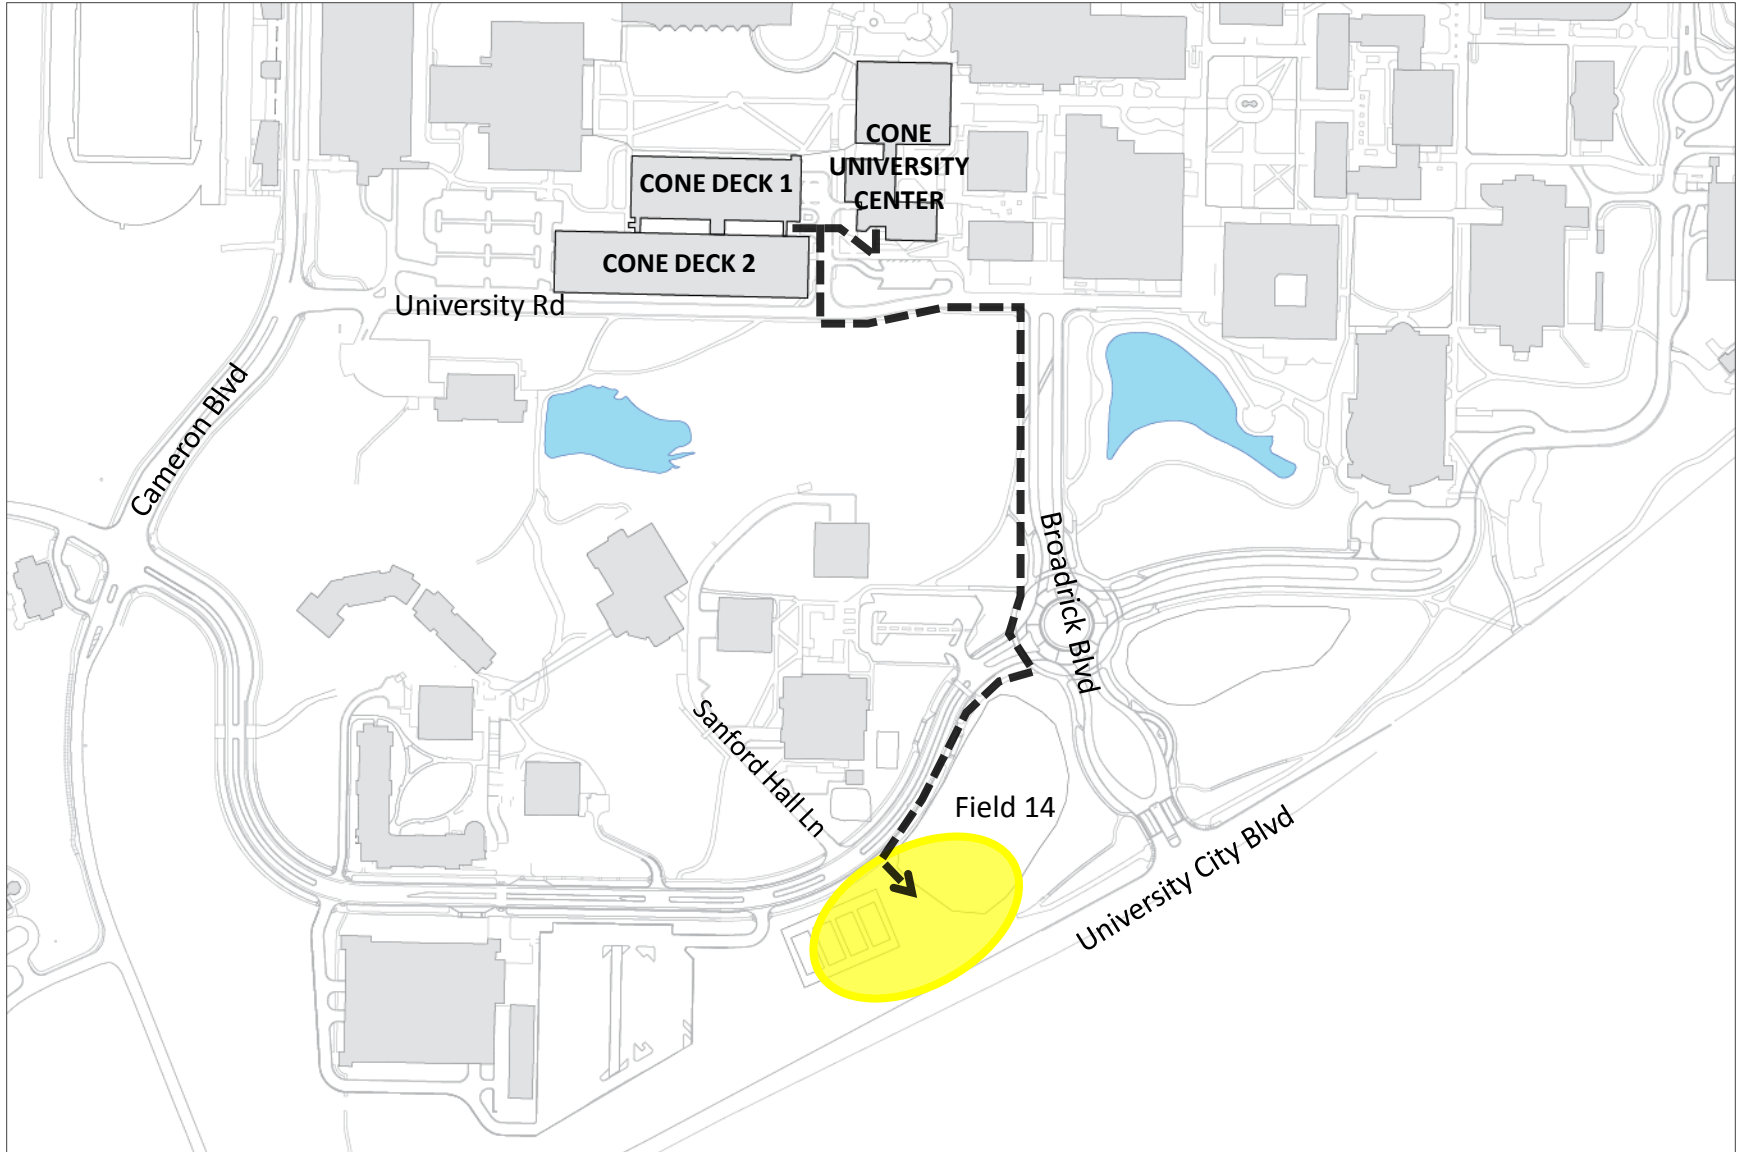 CONE
UNIVERSITY
CENTER
CONE DECK 1
CONE DECK 2
University Rd
Cameron Blvd
Broadrick Blvd
Sanford Hall Ln
Field 14
University City Blvd